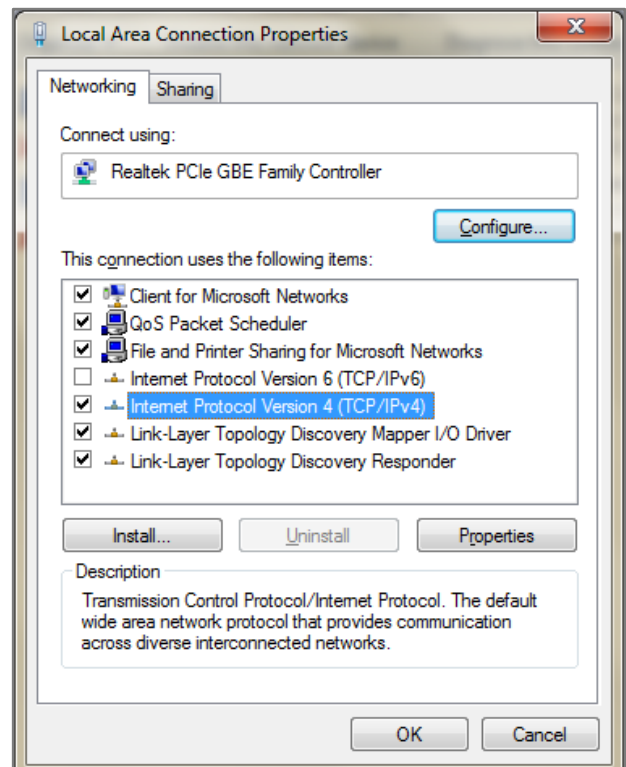 Local Area Connection Properties
Networking
Sharing
Connect using:
Realtek PCIe GBE Family Controller
Configure...
This connection uses the following items:
Client for Microsoft Networks
QoS Packet Scheduler
File and Printer Sharing for Microsoft Networks
Internet Protocol Version 6 (TCP/IPv6)
Internet Protocol Version 4 (TCP/IPv4)
Link-Layer Topology Discovery Mapper I/O Driver
Link-Layer Topology Discovery Responder
Install...
Uninstall
Properties
Description
Transmission Control Protocol/Internet Protocol. The default
wide area network protocol that provides communication
across diverse interconnected networks.
OK
Cancel